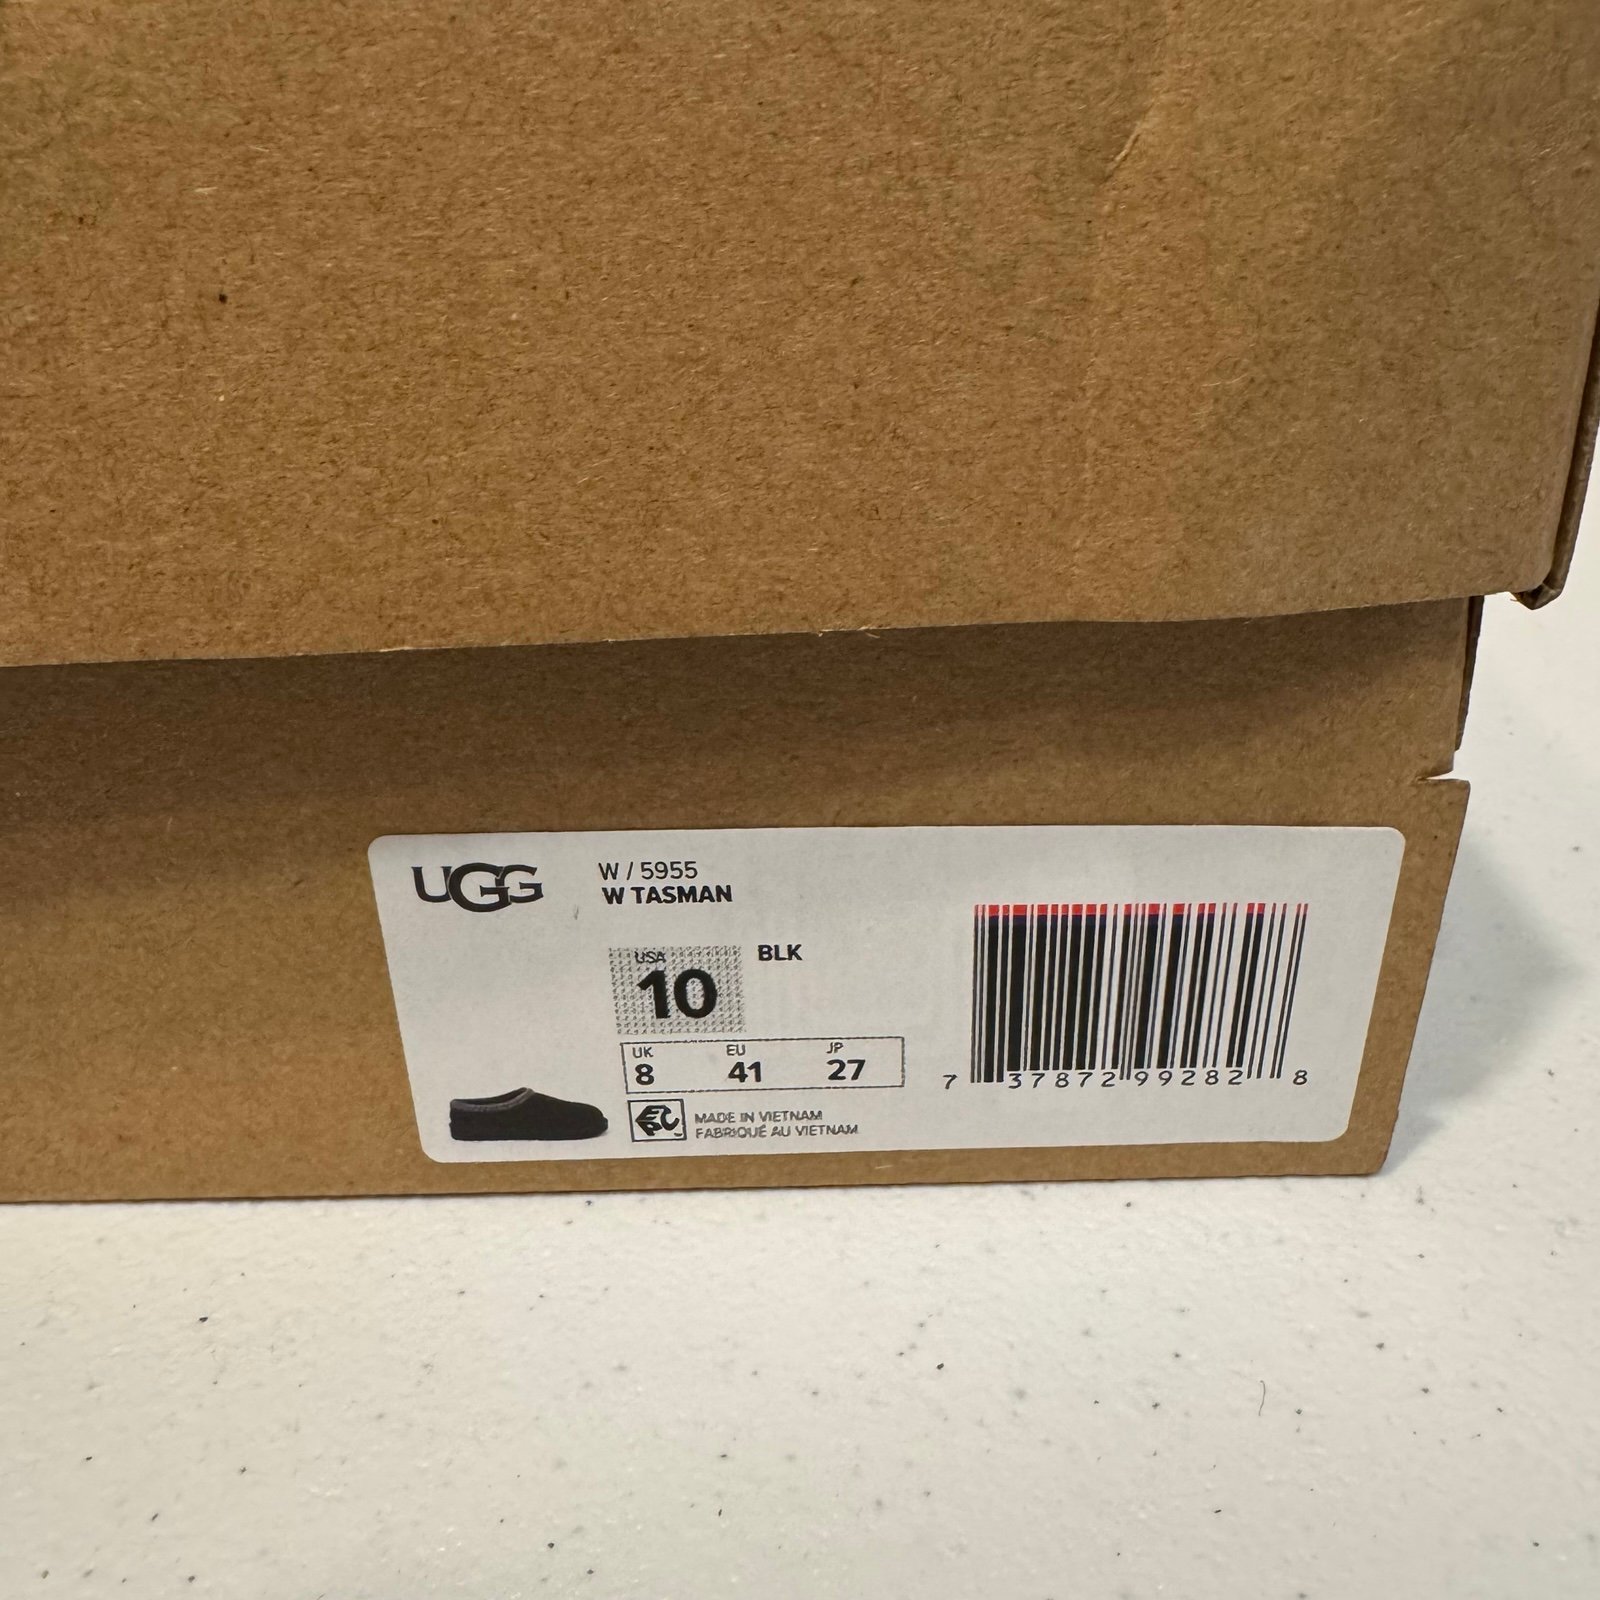 UGG
W / 5955
W TASMAN
USA
10
BLK
UK EU JP
8 41 27
EAC
MADE IN VIETNAM
FABRIQUÉ AU VIETNAM
7 37872 99282 8